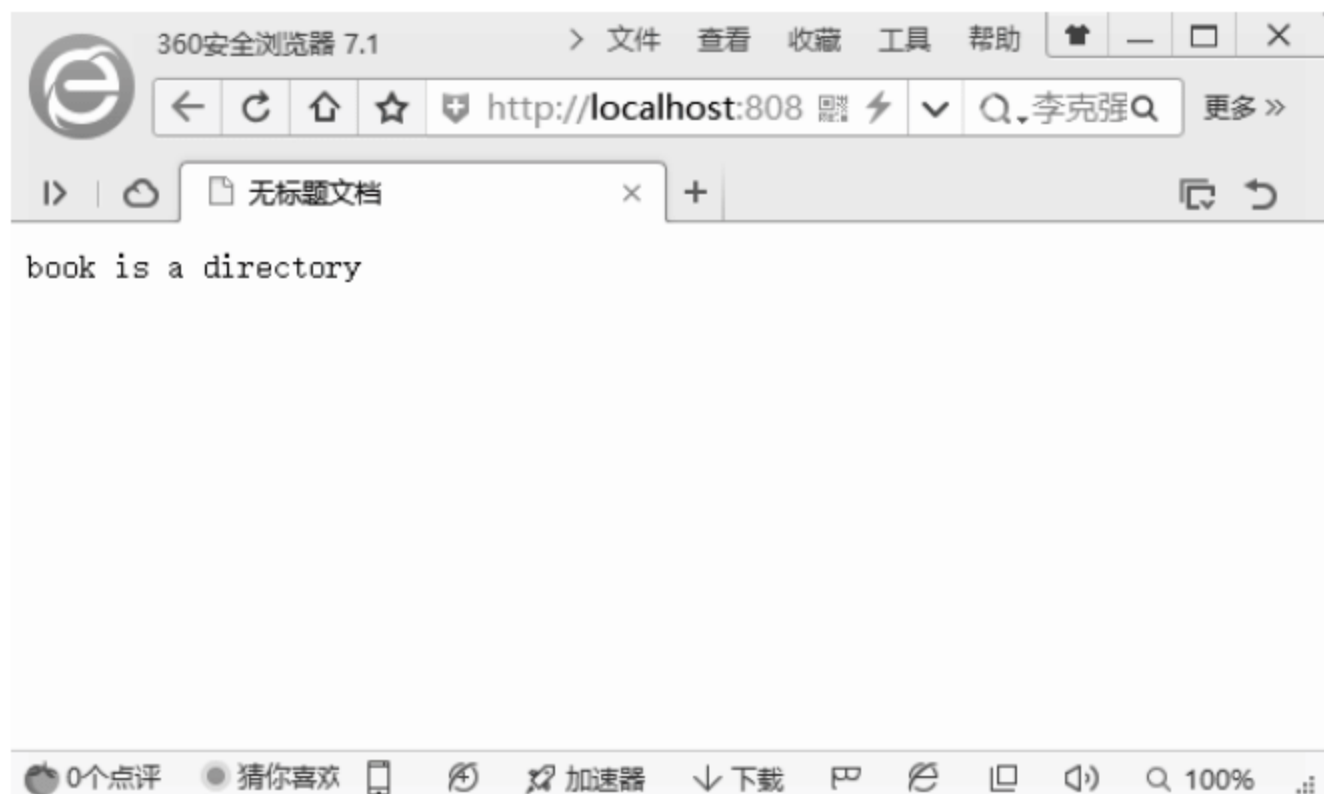 360安全浏览器 7.1 > 文件 查看 收藏 工具 帮助
http://localhost:808 李克强 更多 »
无标题文档
book is a directory
0个点评 猜你喜欢 加速器 下载 100%